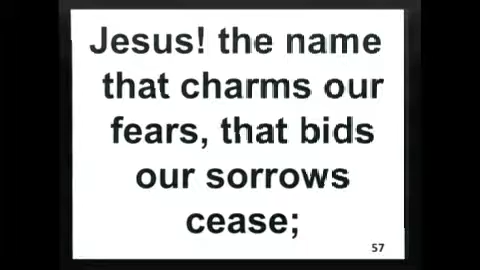 Jesus! the name
that charms our
fears, that bids
our sorrows
cease;
57